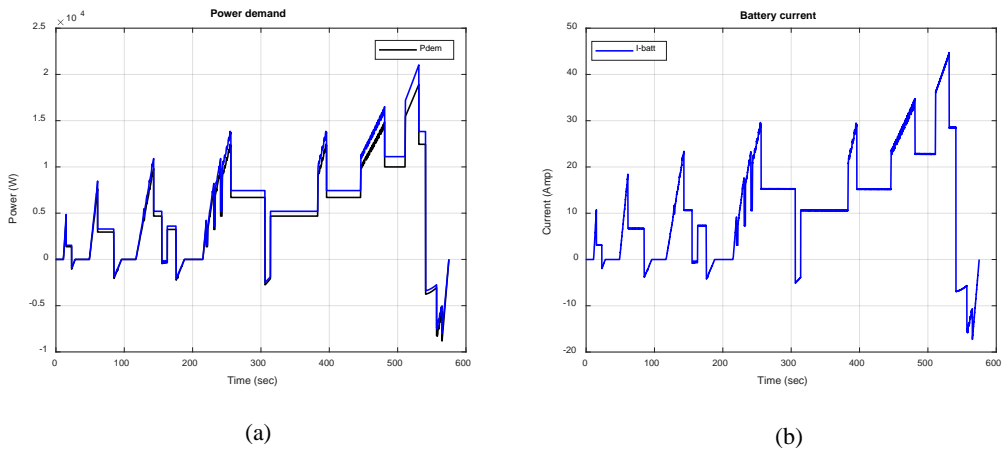 Power demand
× 10 4
2.5
2
1.5
1
0.5
0
-0.5
-1
Power (W)
Pdem
0 100 200 300 400 500 600
Time (sec)
(a)
Battery current
50
40
30
20
10
0
-10
-20
Current (Amp)
I-batt
0 100 200 300 400 500 600
Time (sec)
(b)